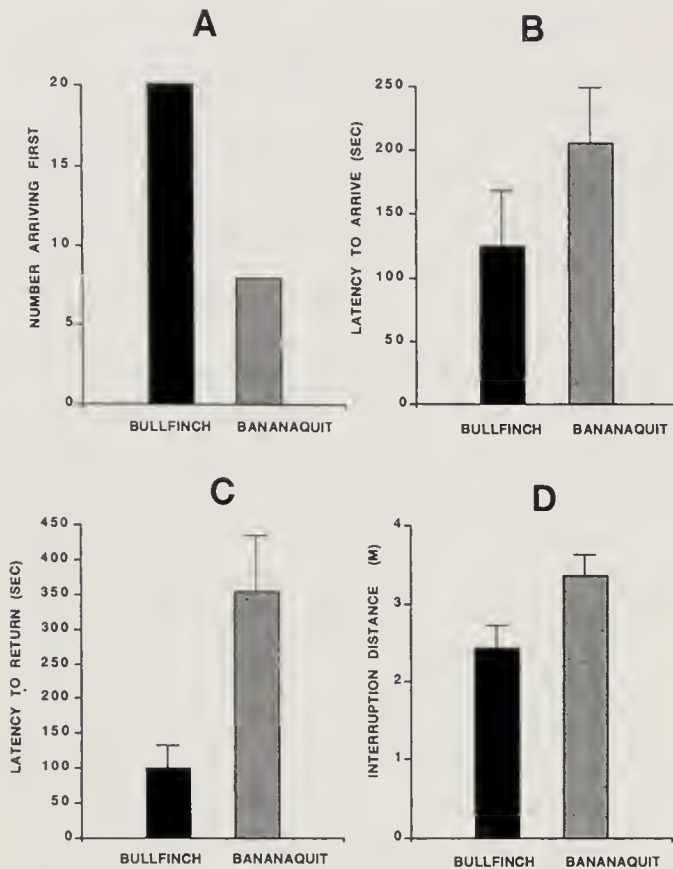 A
NUMBER ARRIVING FIRST
20
15
10
5
0
BULLFINCH BANANAQUIT
B
LATENCY TO ARRIVE (SEC)
250
200
150
100
50
0
BULLFINCH BANANAQUIT
C
LATENCY TO RETURN (SEC)
450
400
350
300
250
200
150
100
50
0
BULLFINCH BANANAQUIT
D
INTERRUPTION DISTANCE (M)
4
3
2
1
0
BULLFINCH BANANAQUIT